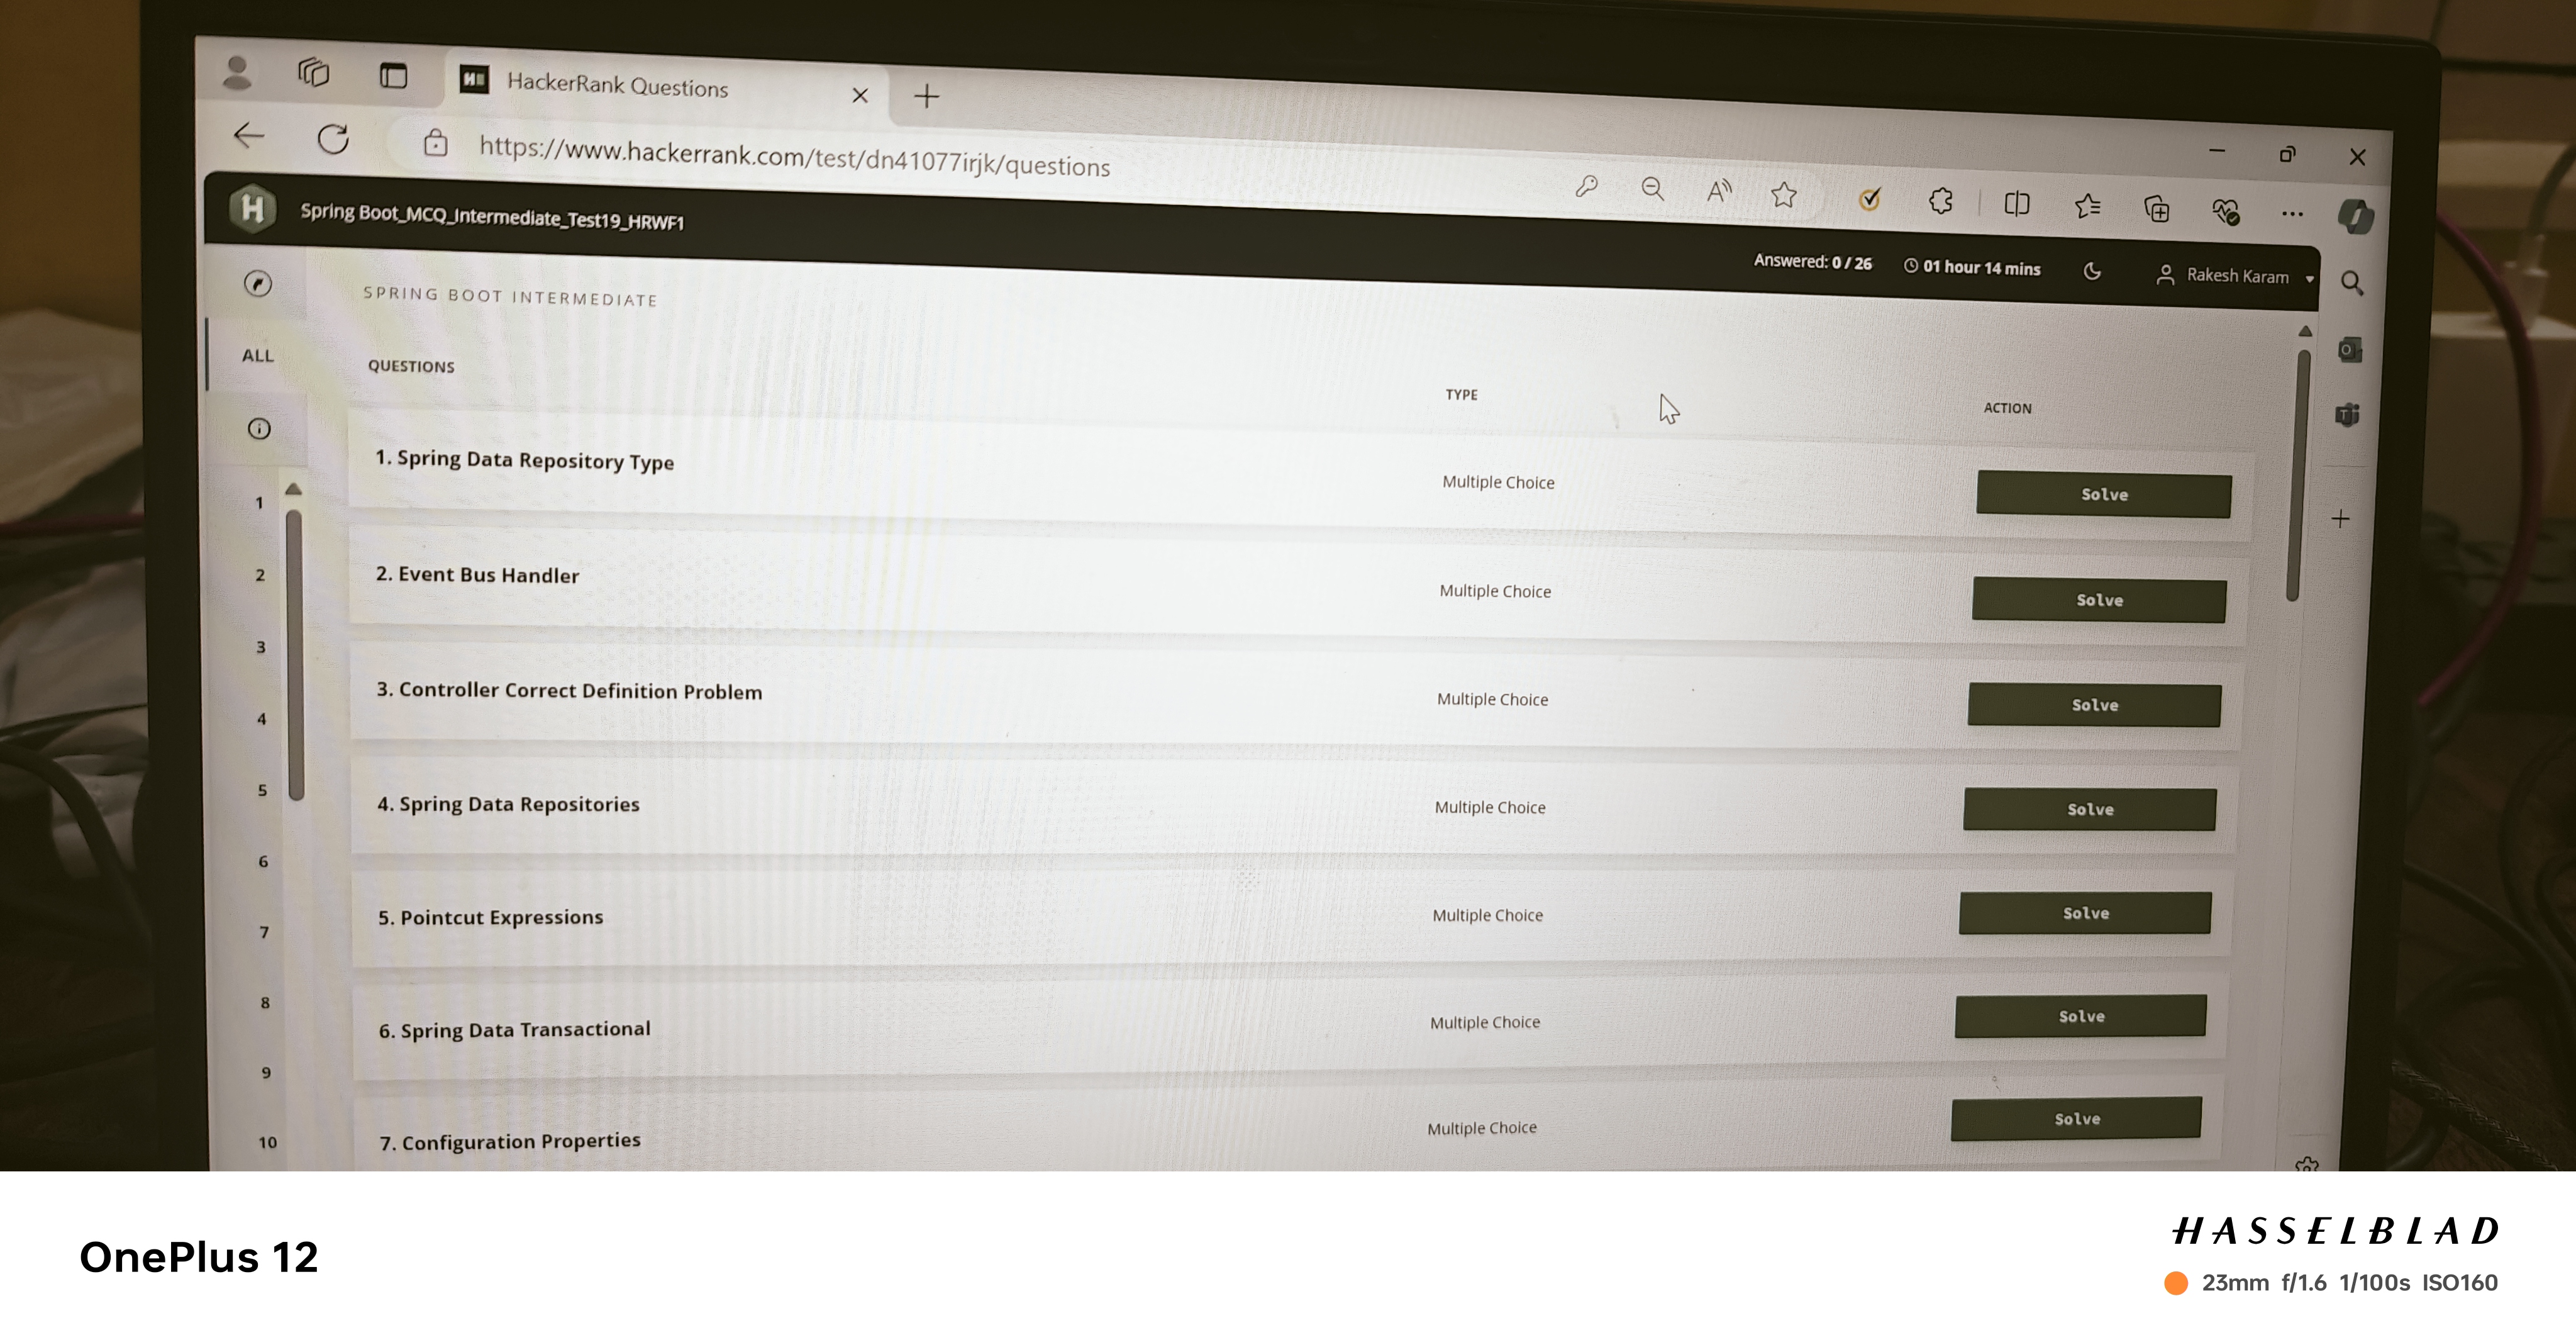 HackerRank Questions
https://www.hackerrank.com/test/dn41077irjk/questions
H
Spring Boot_MCQ_Intermediate_Test19_HRWF1
Answered: 0 / 26
01 hour 14 mins
Rakesh Karam
SPRING BOOT INTERMEDIATE
ALL
QUESTIONS
TYPE
ACTION
1. Spring Data Repository Type
Multiple Choice
Solve
2. Event Bus Handler
Multiple Choice
Solve
3. Controller Correct Definition Problem
Multiple Choice
Solve
4. Spring Data Repositories
Multiple Choice
Solve
5. Pointcut Expressions
Multiple Choice
Solve
6. Spring Data Transactional
Multiple Choice
Solve
7. Configuration Properties
Multiple Choice
Solve
1
2
3
4
5
6
7
8
9
10
OnePlus 12
HASSELBLAD
23mm f/1.6 1/100s ISO160